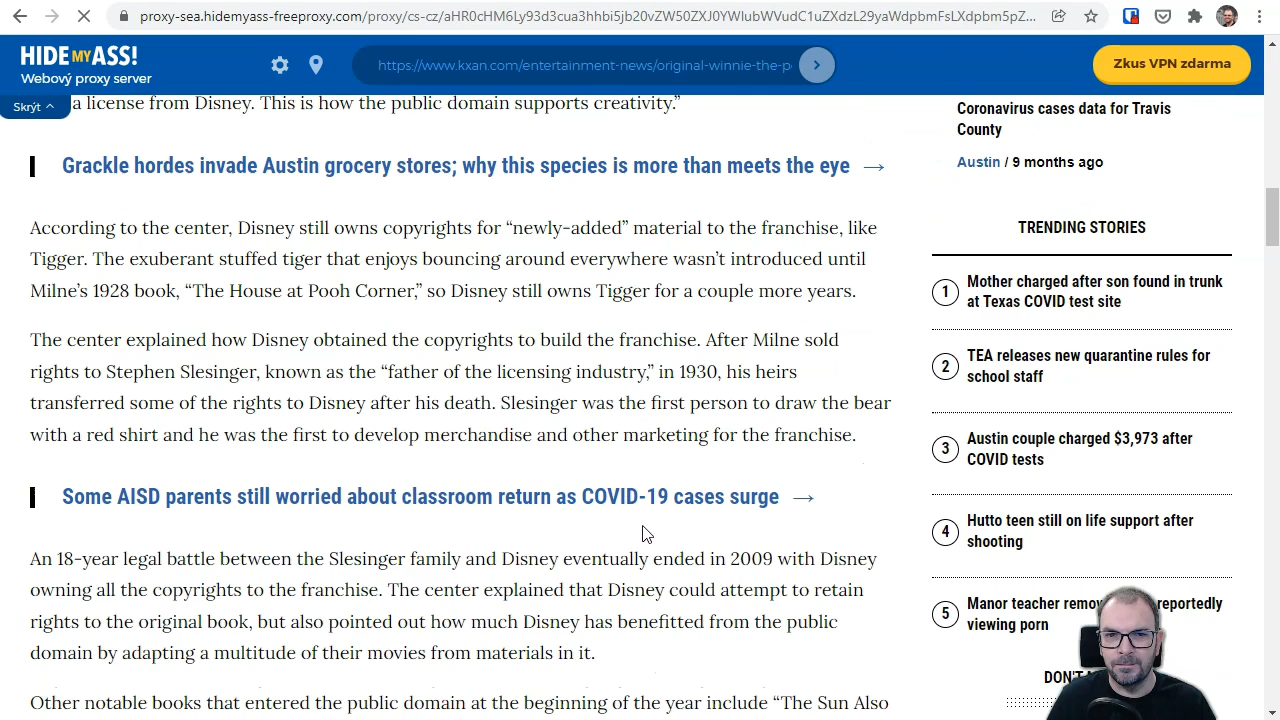 proxy-sea.hidemyass-freeproxy.com/proxy/cs-cz/aHR0cHM6Ly93d3cua3hhbi5jb20vZW50ZXJ0YWlubWVudC1uZXdzL29yaWdpbmFsLXdpbm5pZ...
HIDE MY ASS!
Webový proxy server
https://www.kxan.com/entertainment-news/original-winnie-the-p
Zkus VPN zdarma
Skrýt
a license from Disney. This is how the public domain supports creativity.”
Grackle hordes invade Austin grocery stores; why this species is more than meets the eye →
According to the center, Disney still owns copyrights for “newly-added” material to the franchise, like
Tigger. The exuberant stuffed tiger that enjoys bouncing around everywhere wasn’t introduced until
Milne’s 1928 book, “The House at Pooh Corner,” so Disney still owns Tigger for a couple more years.
The center explained how Disney obtained the copyrights to build the franchise. After Milne sold
rights to Stephen Slesinger, known as the “father of the licensing industry,” in 1930, his heirs
transferred some of the rights to Disney after his death. Slesinger was the first person to draw the bear
with a red shirt and he was the first to develop merchandise and other marketing for the franchise.
Some AISD parents still worried about classroom return as COVID-19 cases surge →
An 18-year legal battle between the Slesinger family and Disney eventually ended in 2009 with Disney
owning all the copyrights to the franchise. The center explained that Disney could attempt to retain
rights to the original book, but also pointed out how much Disney has benefitted from the public
domain by adapting a multitude of their movies from materials in it.
Other notable books that entered the public domain at the beginning of the year include “The Sun Also
Coronavirus cases data for Travis
County
Austin / 9 months ago
TRENDING STORIES
1 Mother charged after son found in trunk
at Texas COVID test site
2 TEA releases new quarantine rules for
school staff
3 Austin couple charged $3,973 after
COVID tests
4 Hutto teen still on life support after
shooting
5 Manor teacher remo reportedly
viewing porn
DON'T